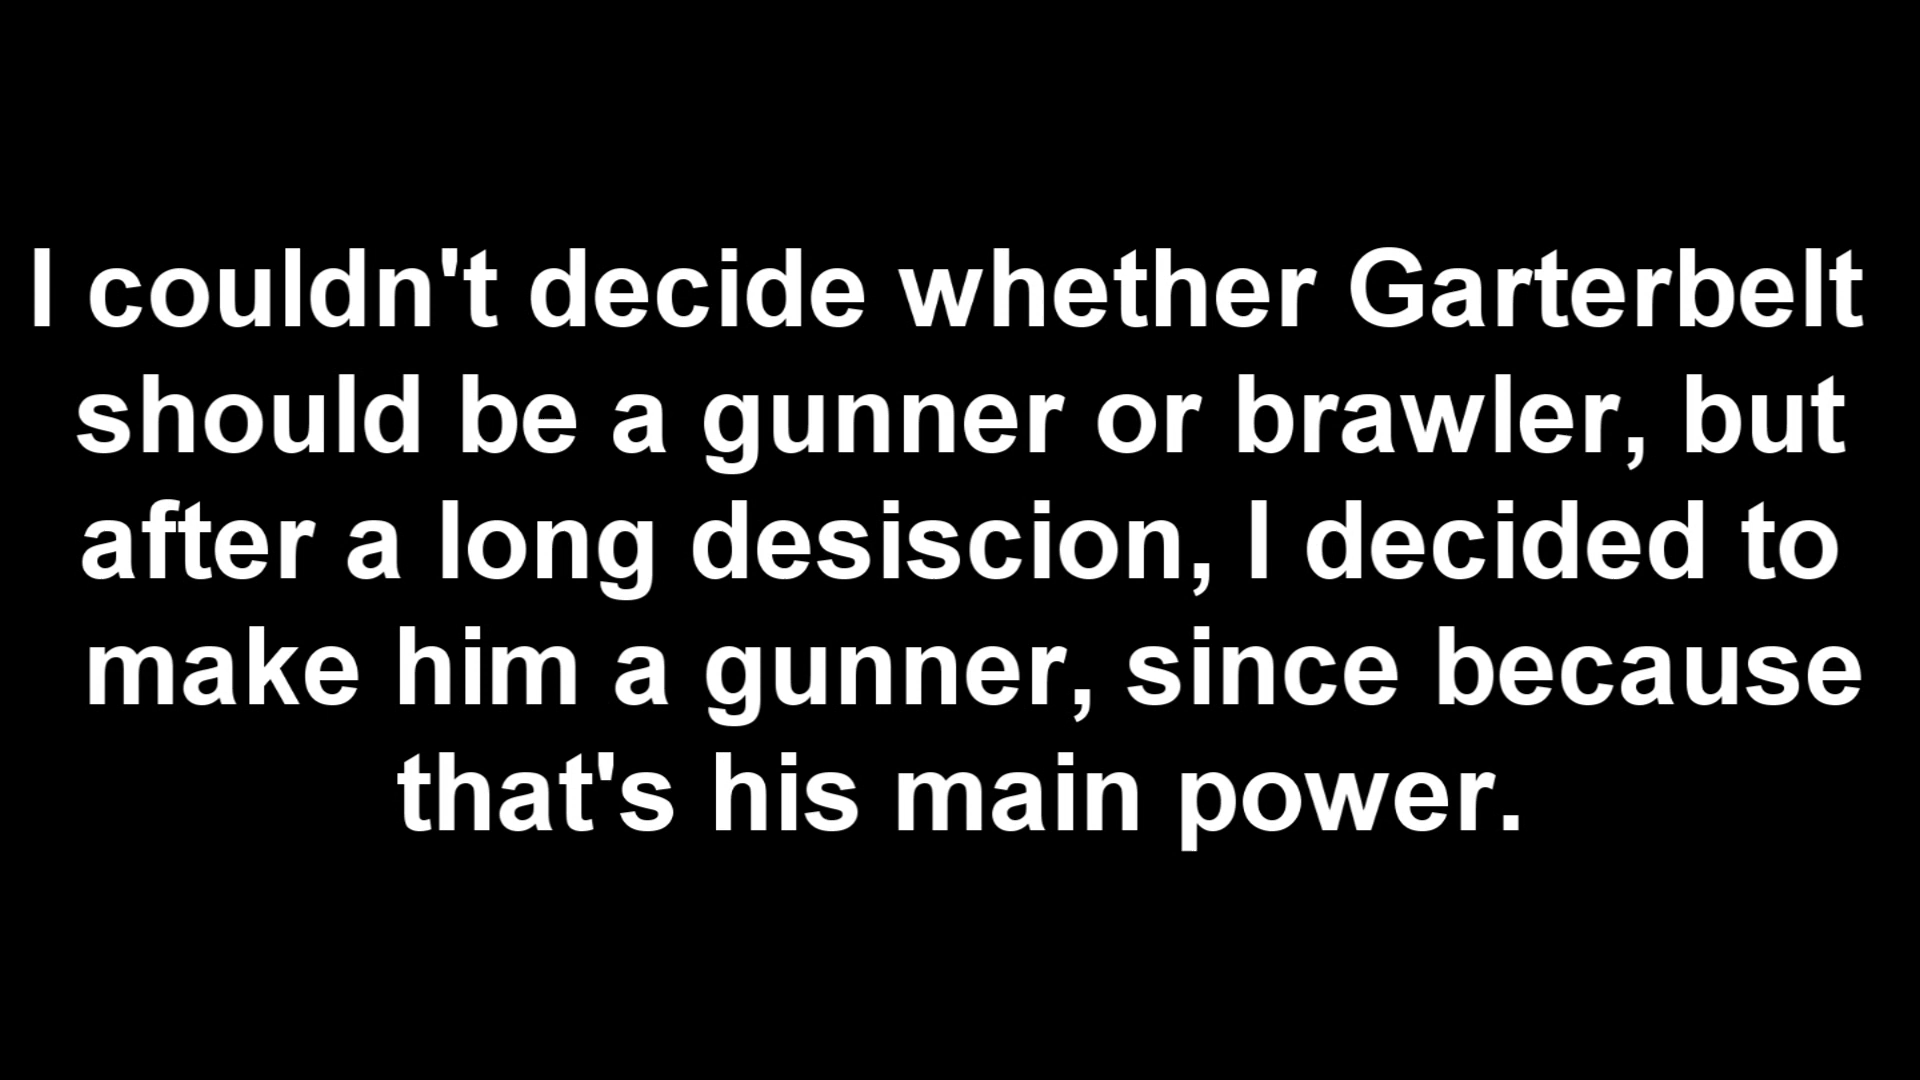 I couldn't decide whether Garterbelt
should be a gunner or brawler, but
after a long desiscion, I decided to
make him a gunner, since because
that's his main power.